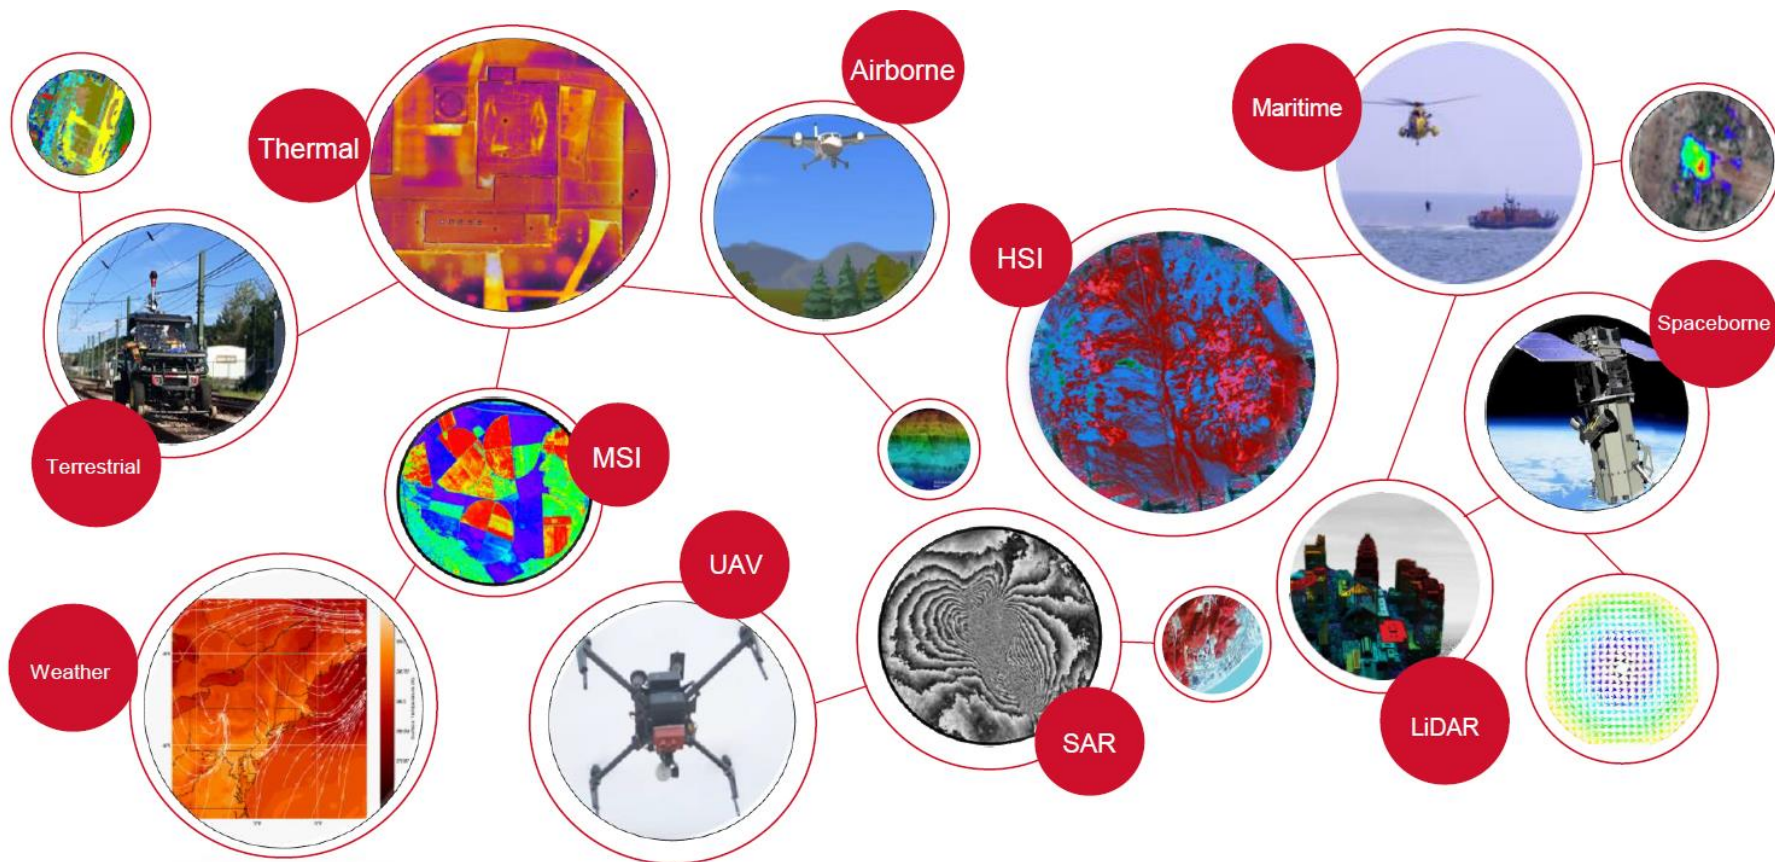 Airborne
Maritime
Thermal
HSI
Spaceborne
MSI
Terrestrial
UAV
Weather
SAR
LiDAR